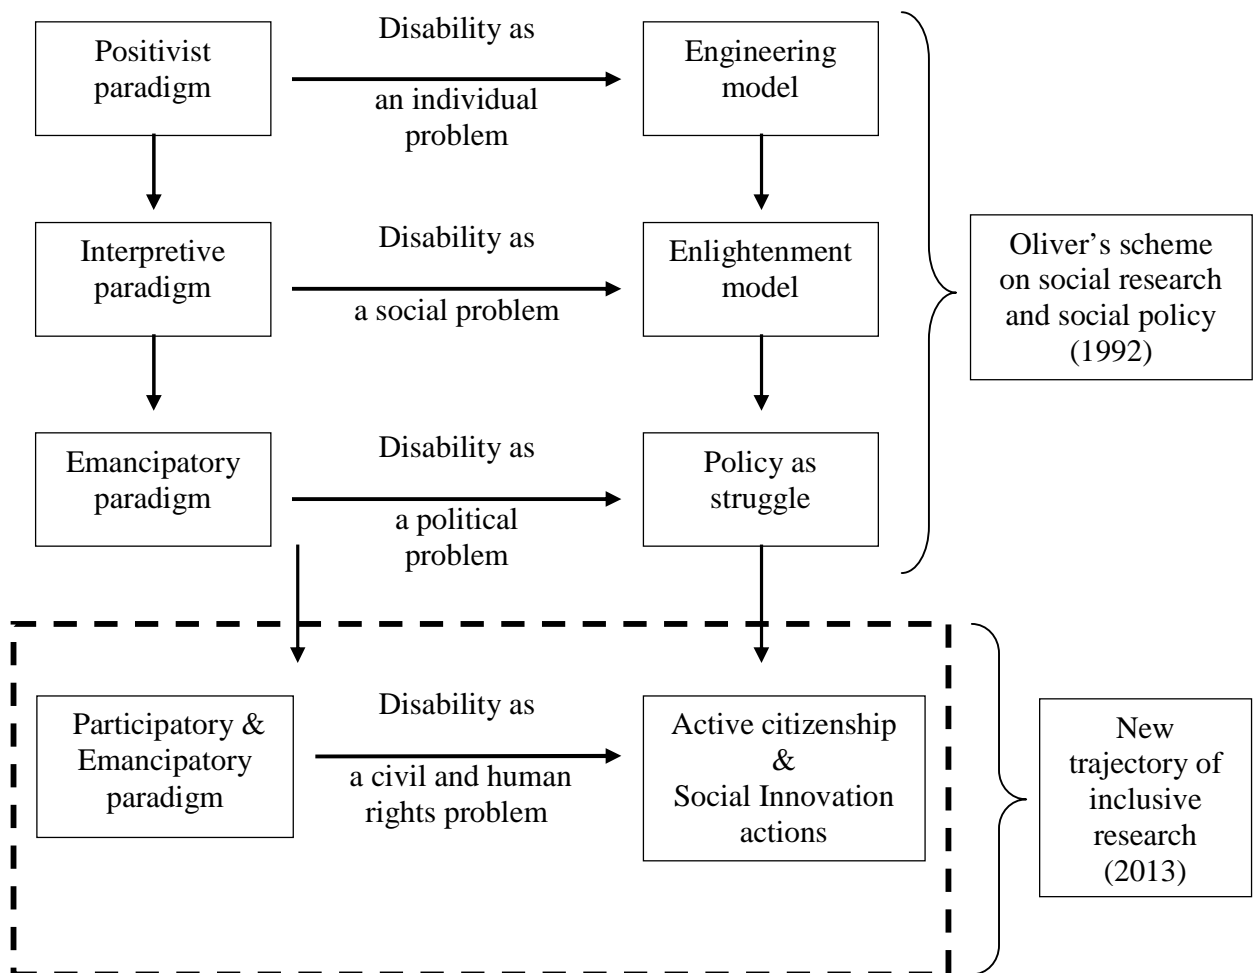 Positivist
paradigm
Disability as
an individual
problem
Engineering
model
Interpretive
paradigm
Disability as
a social problem
Enlightenment
model
Oliver’s scheme
on social research
and social policy
(1992)
Emancipatory
paradigm
Disability as
a political
problem
Policy as
struggle
Participatory &
Emancipatory
paradigm
Disability as
a civil and human
rights problem
Active citizenship
&
Social Innovation
actions
New
trajectory of
inclusive
research
(2013)